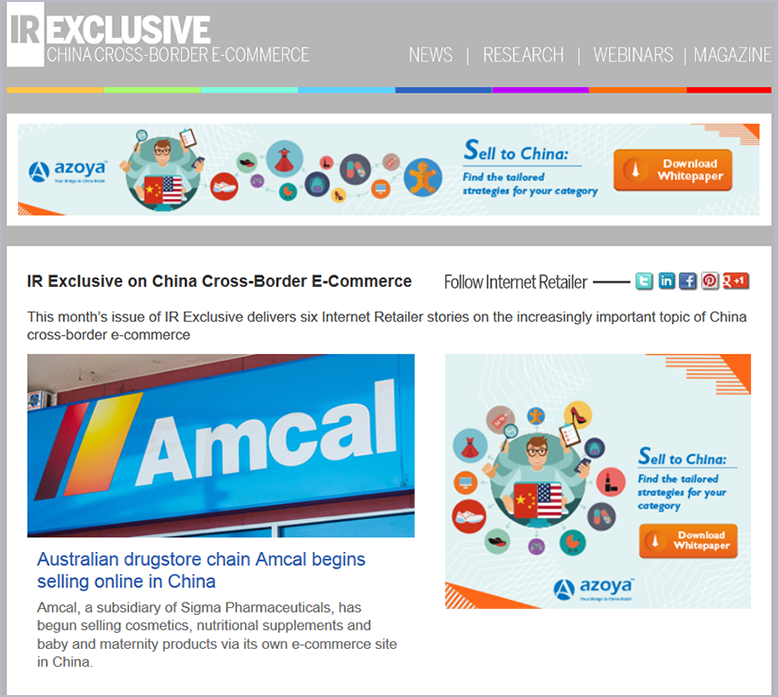 IR EXCLUSIVE
CHINA CROSS-BORDER E-COMMERCE
NEWS | RESEARCH | WEBINARS | MAGAZINE
azoya™
Your Bridge to China Retail
Sell to China:
Find the tailored
strategies for your category
Download
Whitepaper
IR Exclusive on China Cross-Border E-Commerce
Follow Internet Retailer
+1
This month's issue of IR Exclusive delivers six Internet Retailer stories on the increasingly important topic of China
cross-border e-commerce
Amcal
Australian drugstore chain Amcal begins
selling online in China
Amcal, a subsidiary of Sigma Pharmaceuticals, has
begun selling cosmetics, nutritional supplements and
baby and maternity products via its own e-commerce site
in China.
Sell to China:
Find the tailored
strategies for your
category
Download
Whitepaper
azoya™
Your Bridge to China Retail